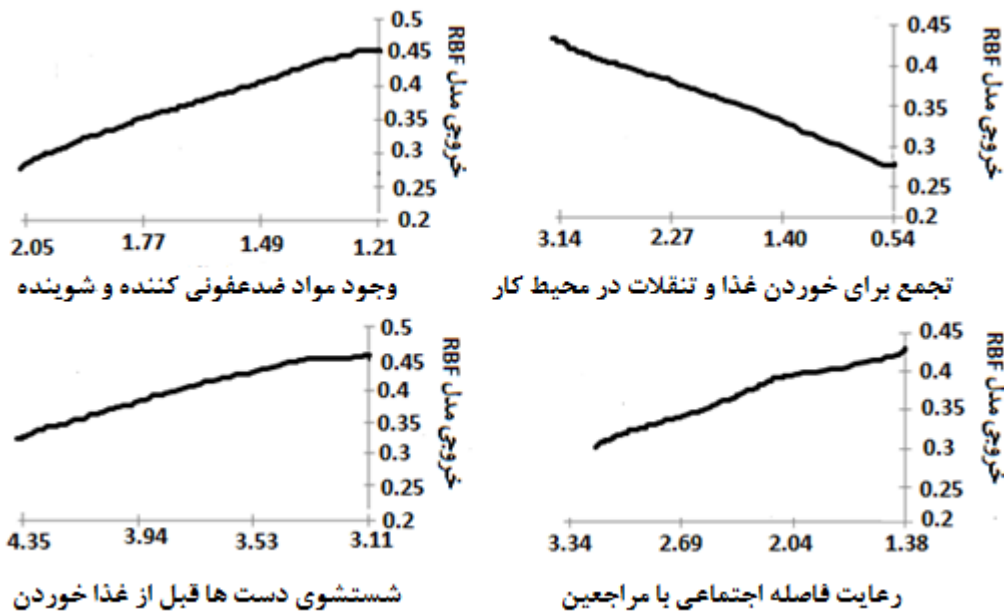 0.45
0.4
0.35
0.3
0.25
0.2
خروجی مدل RBF
3.14 2.27 1.40 0.54
تجمع برای خوردن غذا و تنقلات در محیط کار
0.5
0.45
0.4
0.35
0.3
0.25
0.2
خروجی مدل RBF
2.05 1.77 1.49 1.21
وجود مواد ضدعفونی کننده و شوینده
0.45
0.4
0.35
0.3
0.25
0.2
خروجی مدل RBF
3.34 2.69 2.04 1.38
رعایت فاصله اجتماعی با مراجعین
0.5
0.45
0.4
0.35
0.3
0.25
0.2
خروجی مدل RBF
4.35 3.94 3.53 3.11
شستشوی دست ها قبل از غذا خوردن